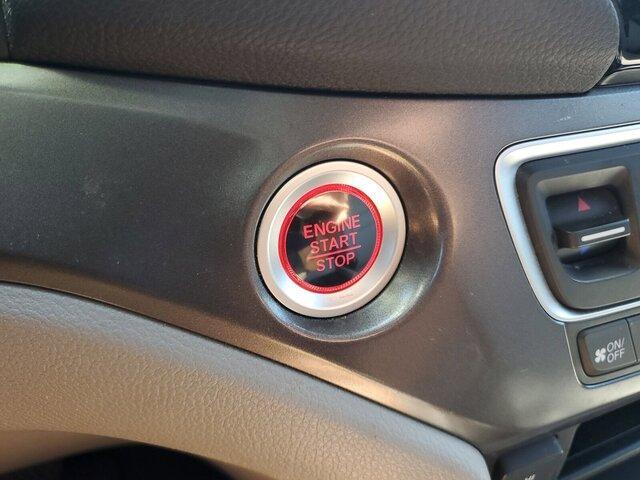 ENGINE
START
STOP
ON/
OFF